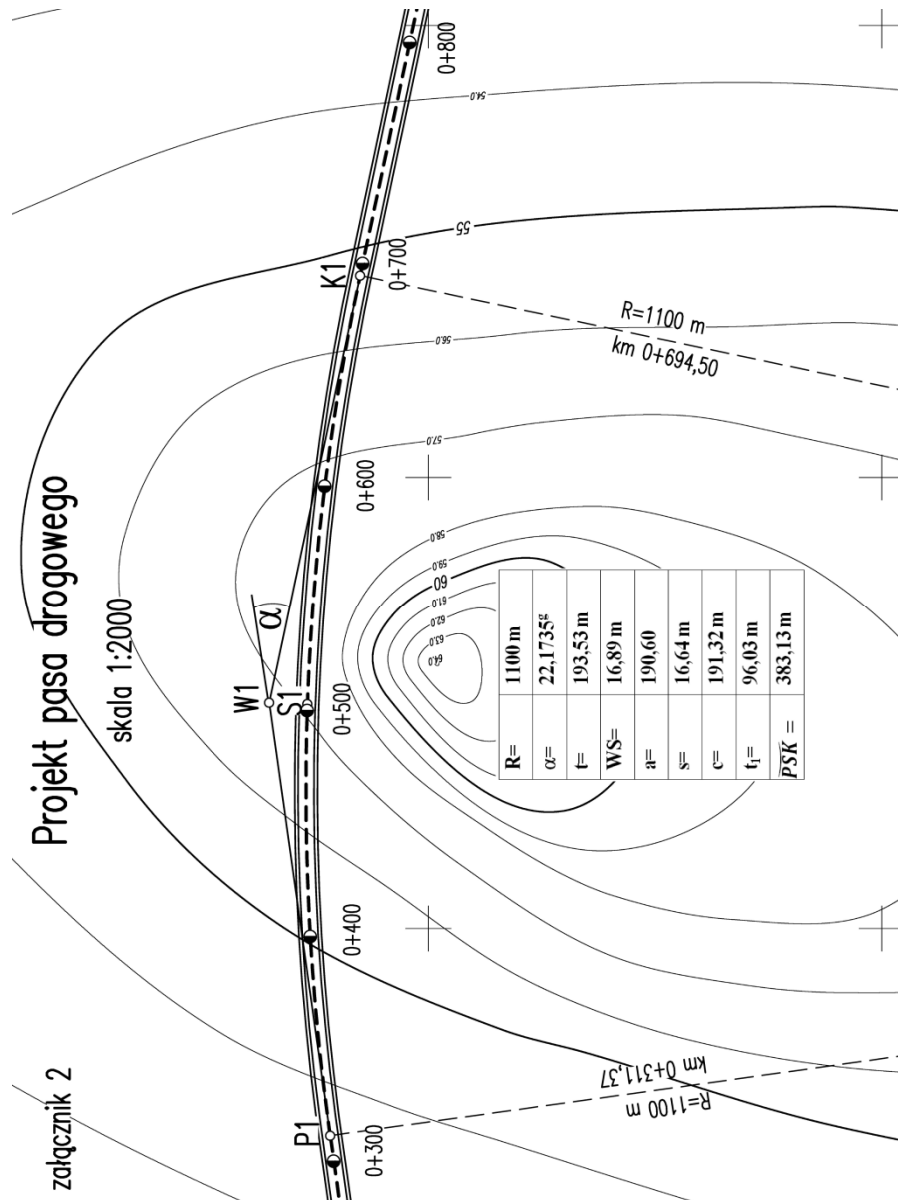 załącznik 2
Projekt pasa drogowego
skala 1:2000
P1
W1
α
S1
K1
0+300
0+400
0+500
0+600
0+700
0+800
R=1100 m
km 0+311,37
R=1100 m
km 0+694,50
54.0
55
56.0
57.0
58.0
59.0
60
61.0
62.0
63.0
64.0
R= 1100 m
α= 22,1735g
t= 193,53 m
WS= 16,89 m
a= 190,60
s= 16,64 m
c= 191,32 m
t1= 96,03 m
PSK = 383,13 m